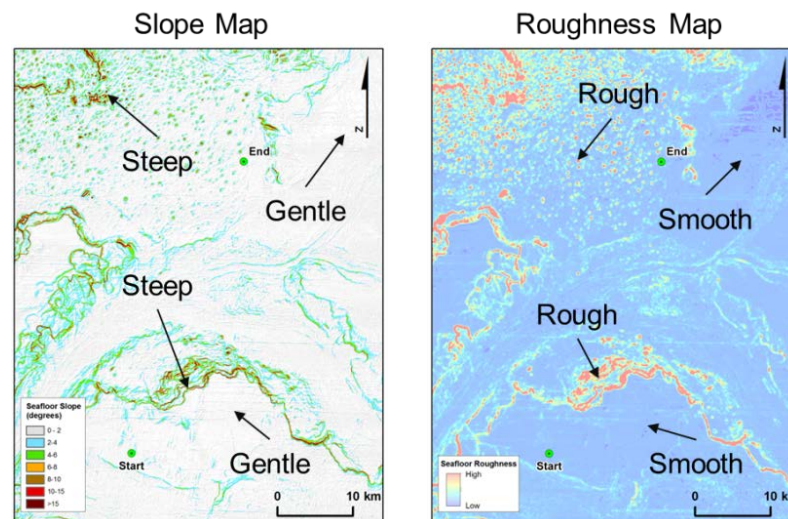 Slope Map
Steep
End
Gentle
Steep
Gentle
Start
Seafloor Slope
(degrees)
0 - 2
2-4
4-6
6-8
8-10
10-15
>15
0 10 km
Z
Roughness Map
Rough
End
Smooth
Rough
Smooth
Start
Seafloor Roughness
High
Low
0 10 km
Z